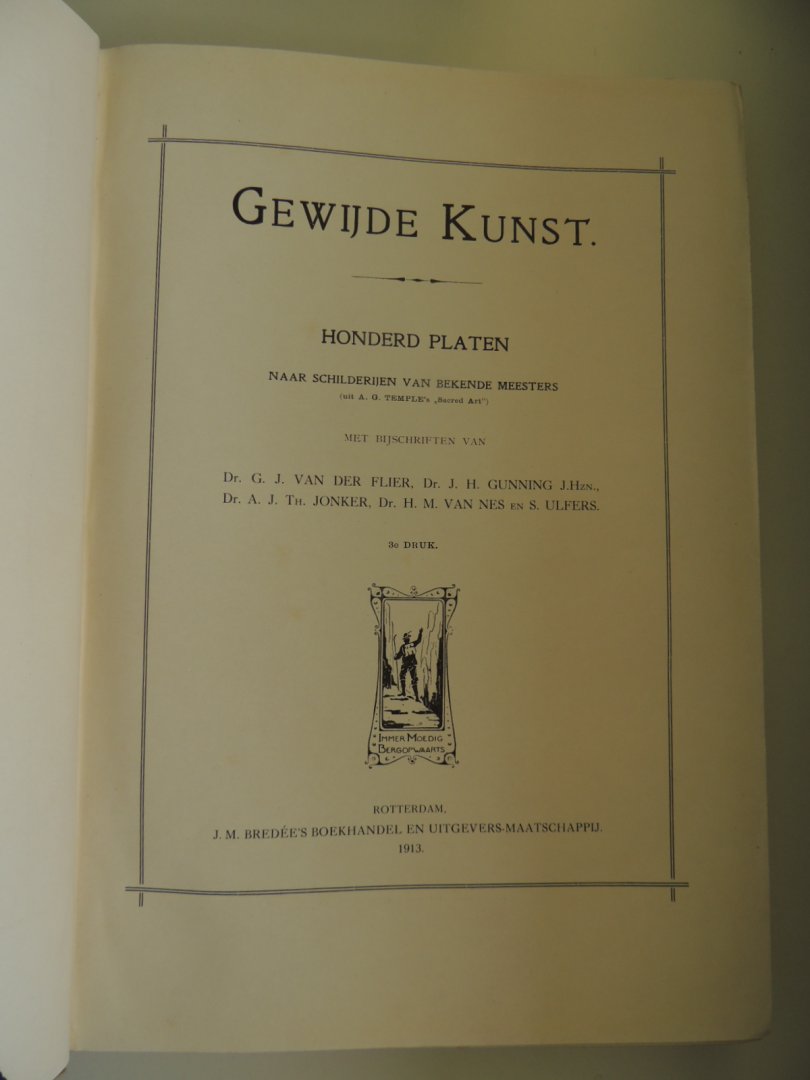 GEWIJDE KUNST.
HONDERD PLATEN
NAAR SCHILDERIJEN VAN BEKENDE MEESTERS
(uit A. G. TEMPLE's „Sacred Art")
MET BIJSCHRIFTEN VAN
Dr. G. J. VAN DER FLIER, Dr. J. H. GUNNING J.Hzn.,
Dr. A. J. Th. JONKER, Dr. H. M. VAN NES EN S. ULFERS.
3e DRUK.
IMMER MOEDIG
BERGOPWAARTS
ROTTERDAM,
J. M. BREDÉE'S BOEKHANDEL EN UITGEVERS-MAATSCHAPPIJ.
1913.